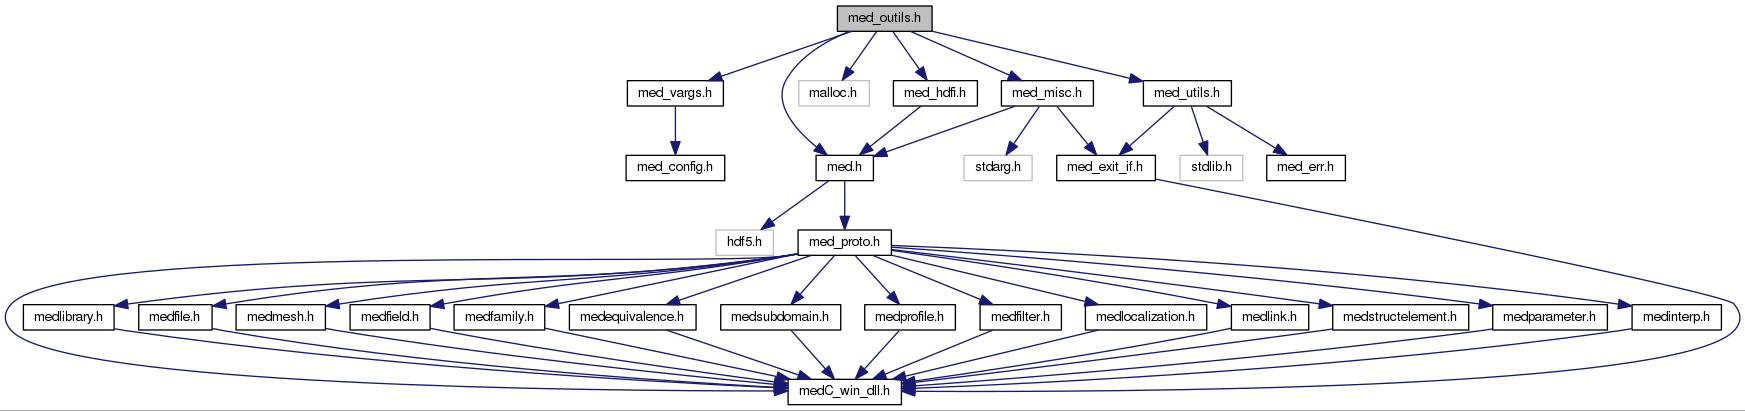 med_outils.h
med_vargs.h
malloc.h
med_hdfi.h
med_misc.h
med_utils.h
med_config.h
med.h
stdarg.h
med_exit_if.h
stdlib.h
med_err.h
hdf5.h
med_proto.h
medlibrary.h
medfile.h
medmesh.h
medfield.h
medfamily.h
medequivalence.h
medsubdomain.h
medprofile.h
medfilter.h
medlocalization.h
medlink.h
medstructelement.h
medparameter.h
medinterp.h
medC_win_dll.h